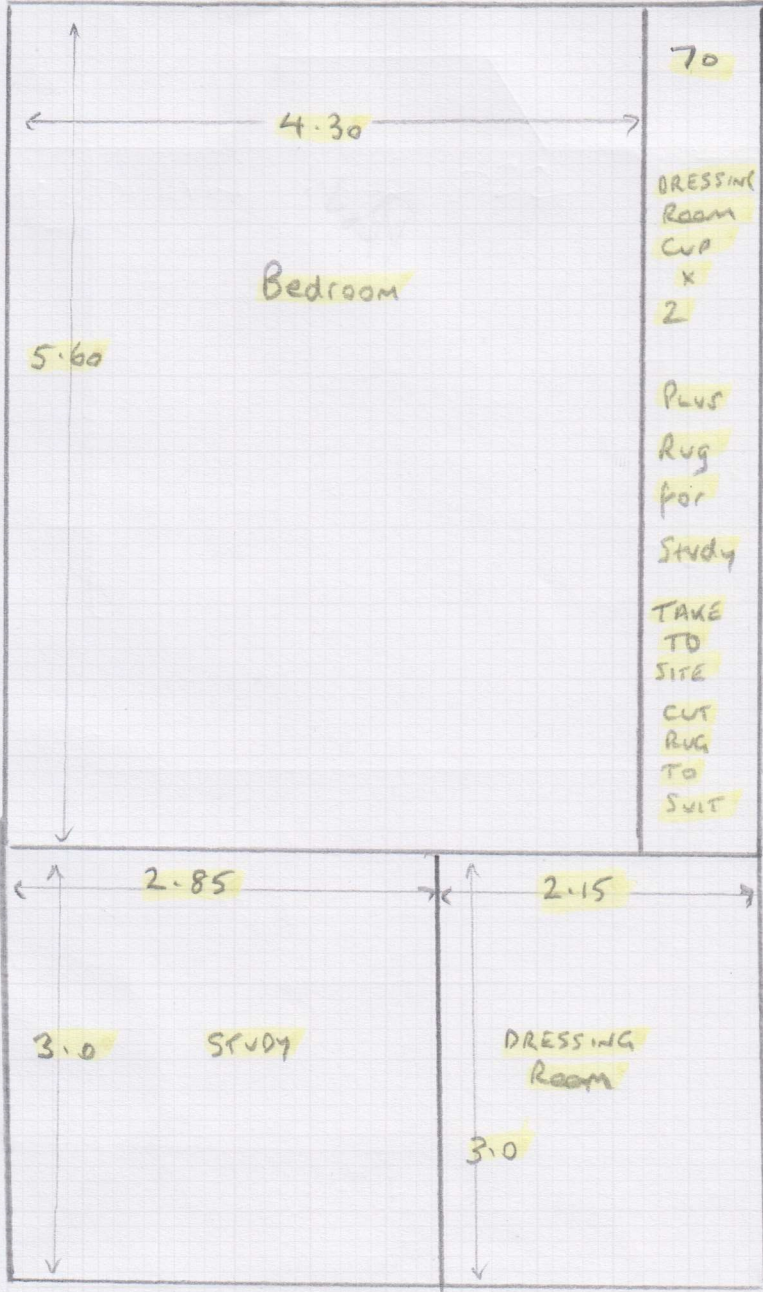 70
4.30
DRESSING
Room
CUP
x
2
Bedroom
5.60
PLUS
Rug
for
Study
TAKE
TO
SITE
CUT
RUG
TO
SUIT
2.85
2.15
3.0
STUDY
DRESSING
Room
3.0